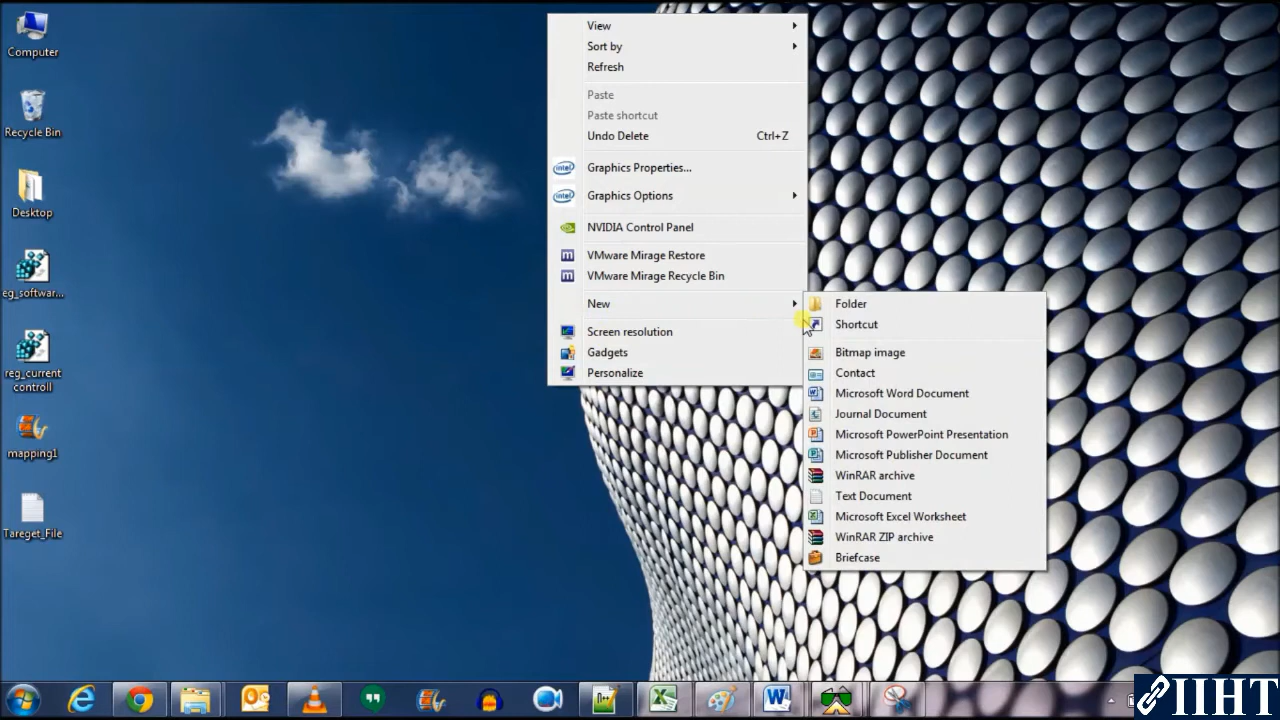 Computer
Recycle Bin
Desktop
reg_softwar...
reg_current
controll
mapping1
Tareget_File
View
Sort by
Refresh
Paste
Paste shortcut
Undo Delete Ctrl+Z
intel Graphics Properties...
intel Graphics Options
NVIDIA Control Panel
m VMware Mirage Restore
m VMware Mirage Recycle Bin
New
Screen resolution
Gadgets
Personalize
Folder
Shortcut
Bitmap image
Contact
Microsoft Word Document
Journal Document
Microsoft PowerPoint Presentation
Microsoft Publisher Document
WinRAR archive
Text Document
Microsoft Excel Worksheet
WinRAR ZIP archive
Briefcase
IIHT